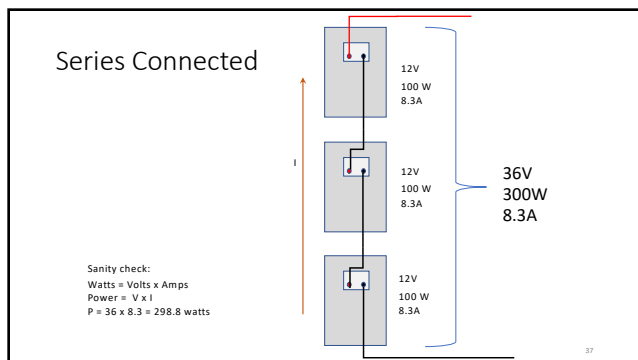 Series Connected
12V
100 W
8.3A
I
12V
100 W
8.3A
36V
300W
8.3A
12V
100 W
8.3A
Sanity check:
Watts = Volts x Amps
Power = V x I
P = 36 x 8.3 = 298.8 watts
37